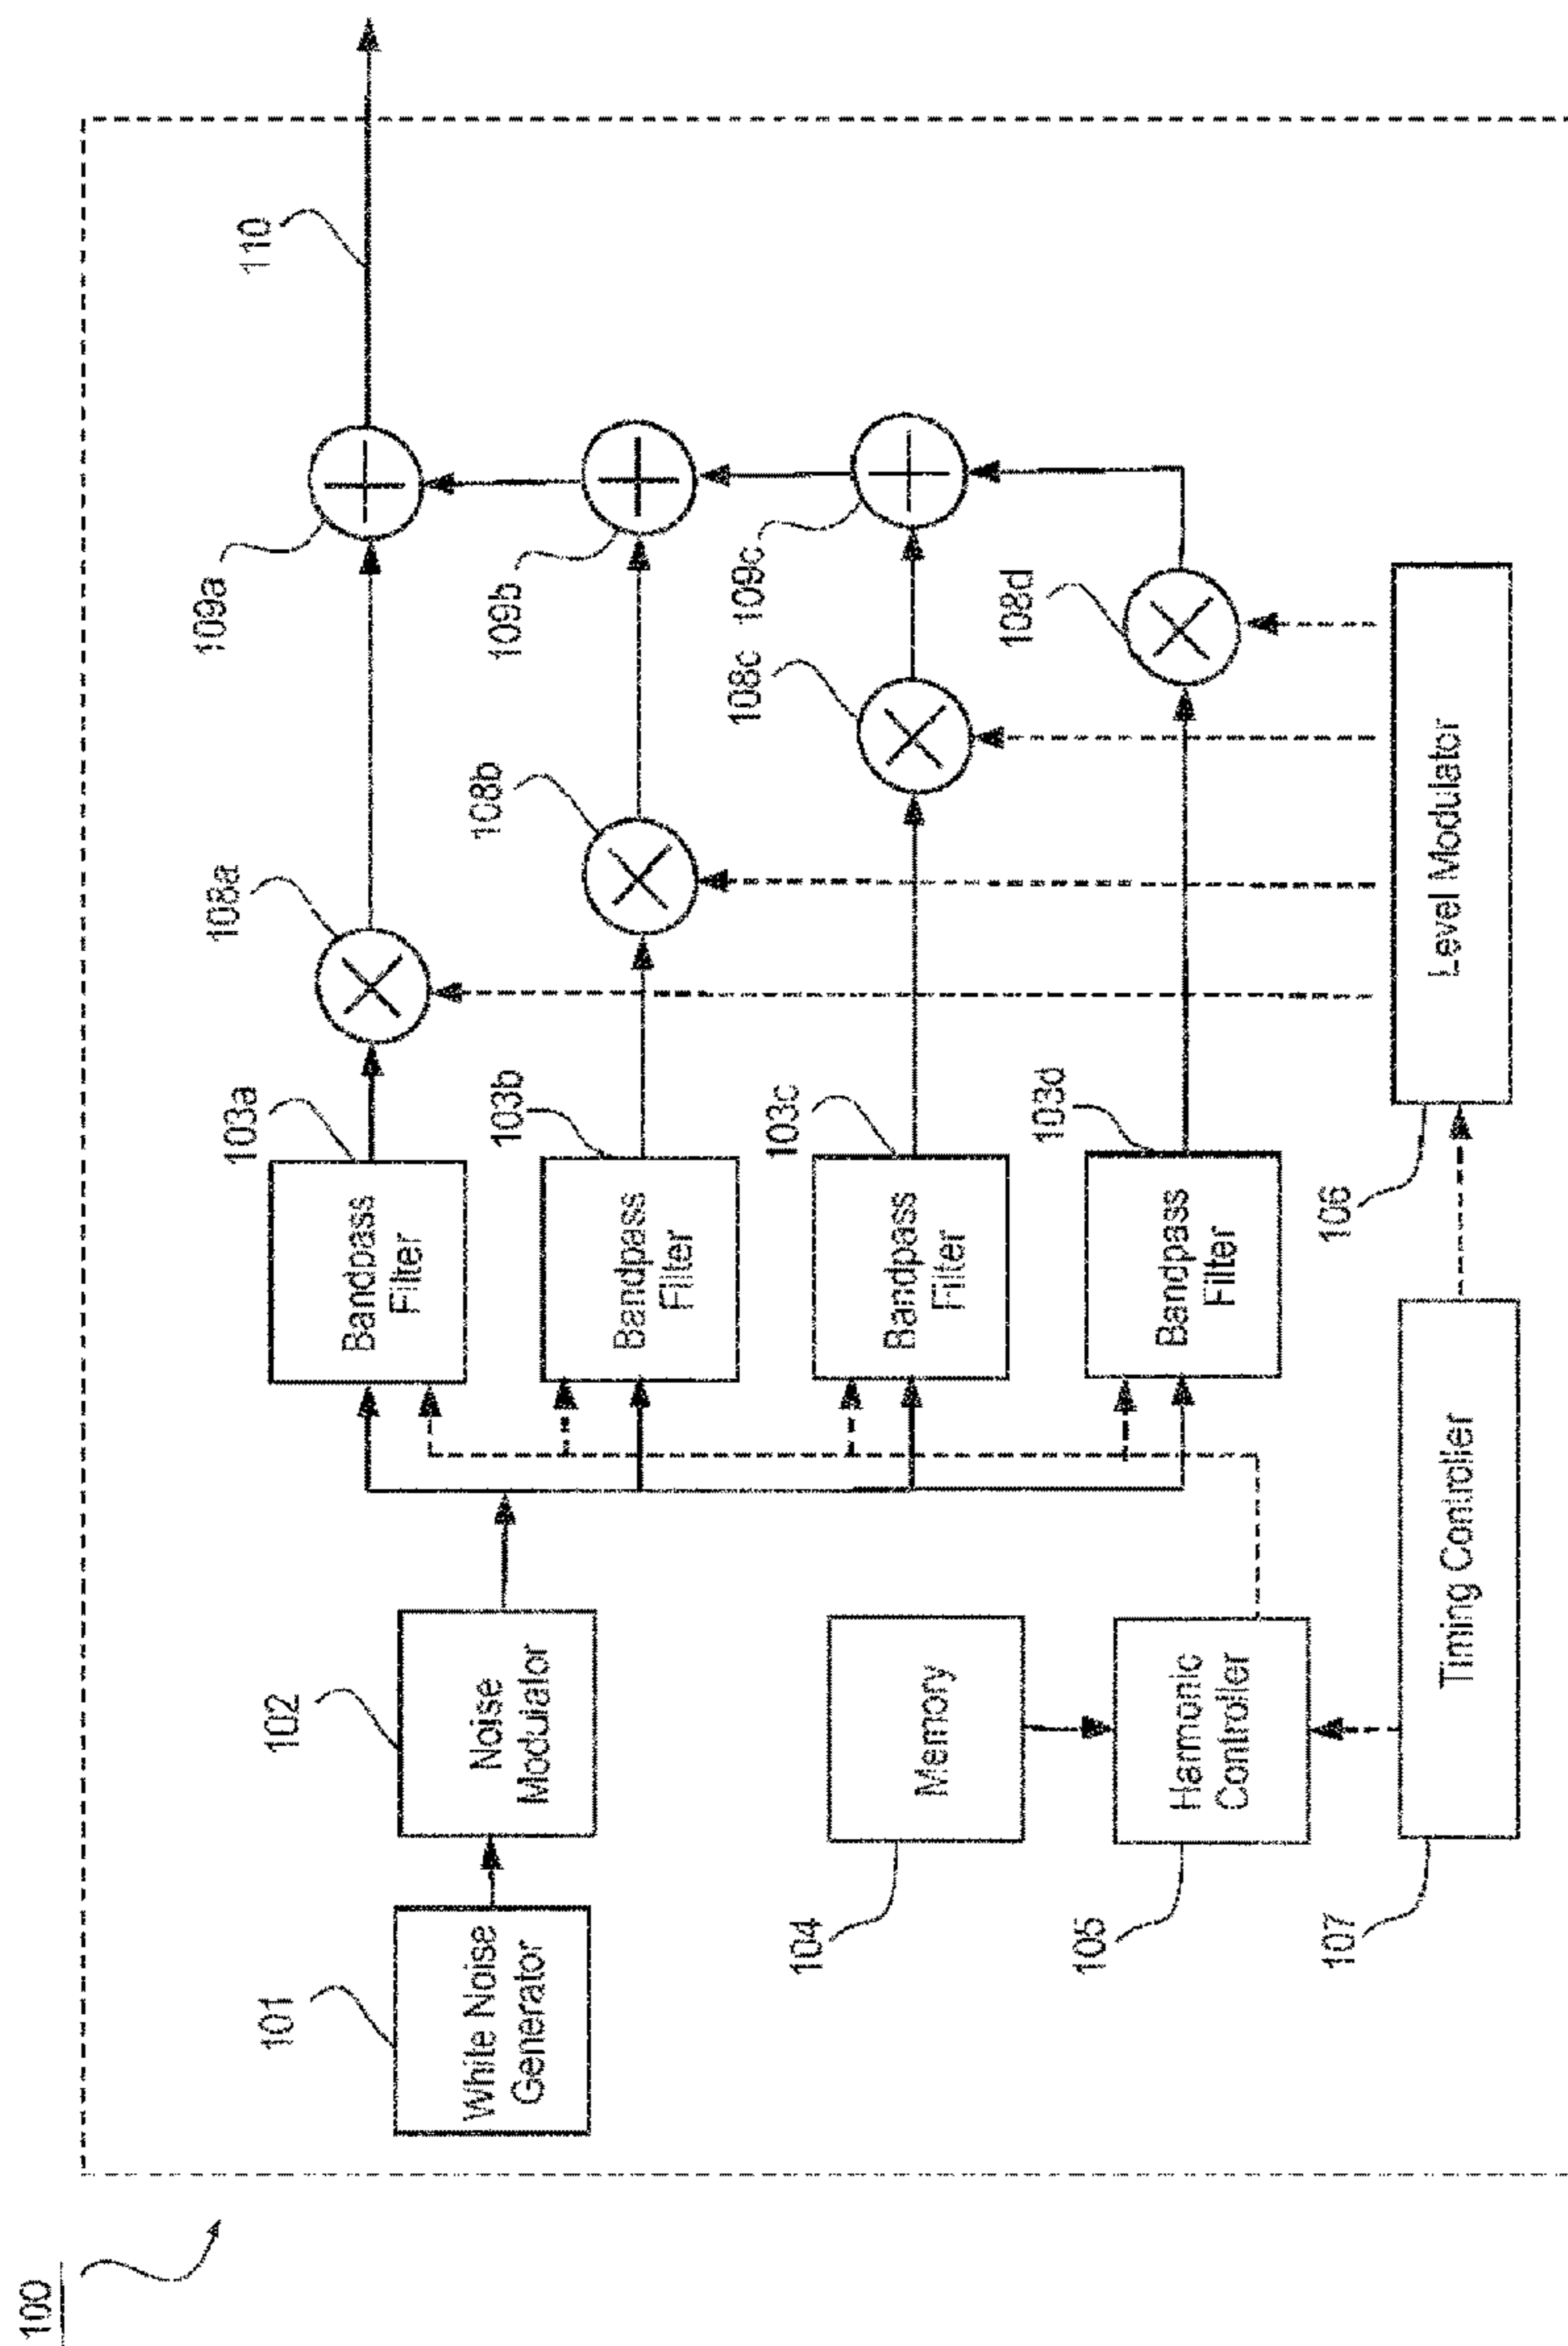 100
101
White Noise
Generator
102
Noise
Modulator
103a
Bandpass
Filter
108a
109a
110
103b
Bandpass
Filter
108b
109b
103c
Bandpass
Filter
108c
109c
103d
Bandpass
Filter
108d
104
Memory
105
Harmonic
Controller
107
Timing Controller
106
Level Modulator